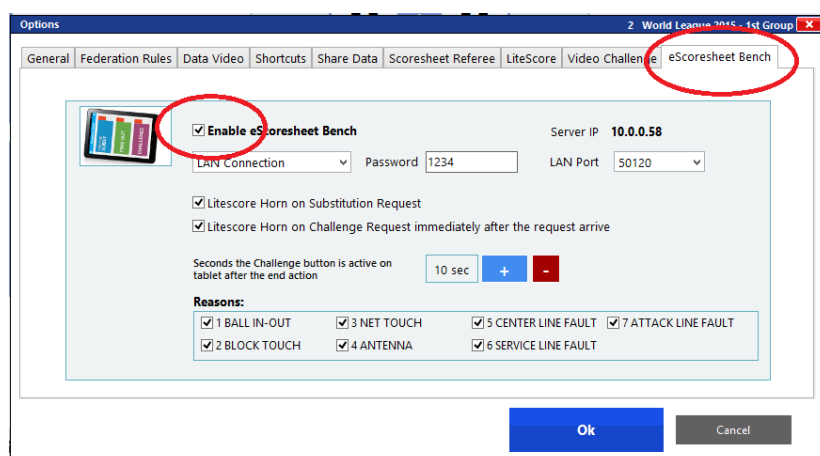 Options 2 World League 2015 - 1st Group
General Federation Rules Data Video Shortcuts Share Data Scoresheet Referee LiteScore Video Challenge eScoresheet Bench
Enable eScoresheet Bench Server IP 10.0.0.58
LAN Connection Password 1234 LAN Port 50120
Litescore Horn on Substitution Request
Litescore Horn on Challenge Request immediately after the request arrive
Seconds the Challenge button is active on
tablet after the end action
10 sec + -
Reasons:
1 BALL IN-OUT 3 NET TOUCH 5 CENTER LINE FAULT 7 ATTACK LINE FAULT
2 BLOCK TOUCH 4 ANTENNA 6 SERVICE LINE FAULT
Ok Cancel